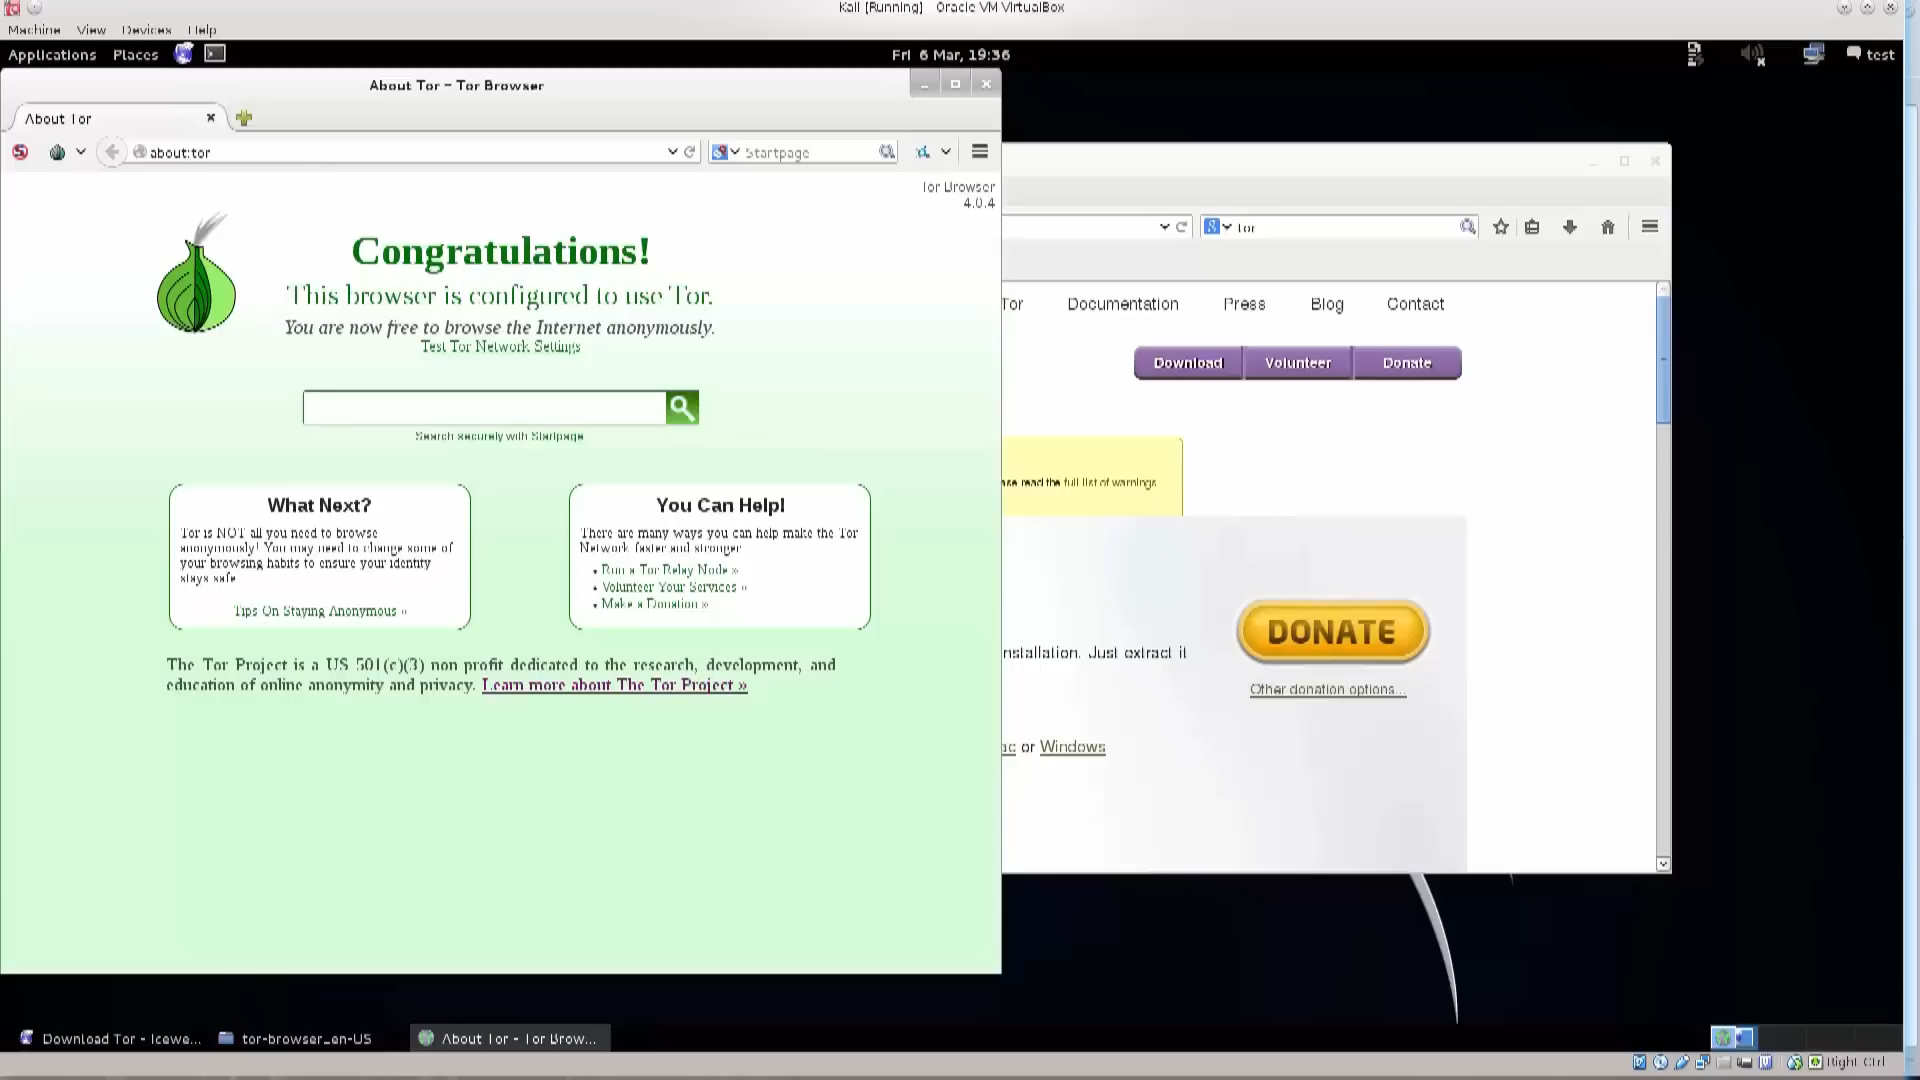 Kali [Running] Oracle VM VirtualBox
Machine View Devices Help
Applications Places
Fri 6 Mar, 19:36
test
About Tor - Tor Browser
About Tor
about:tor
Startpage
Tor Browser
4.0.4
Congratulations!
This browser is configured to use Tor.
You are now free to browse the Internet anonymously.
Test Tor Network Settings
Search securely with Startpage
What Next?
Tor is NOT all you need to browse
anonymously! You may need to change some of
your browsing habits to ensure your identity
stays safe
Tips On Staying Anonymous »
You Can Help!
There are many ways you can help make the Tor
Network faster and stronger
• Run a Tor Relay Node »
• Volunteer Your Services »
• Make a Donation »
The Tor Project is a US 501(c)(3) non profit dedicated to the research, development, and
education of online anonymity and privacy. Learn more about The Tor Project »
tor
Tor Documentation Press Blog Contact
Download Volunteer Donate
ase read the full list of warnings
nstallation. Just extract it
DONATE
Other donation options...
ac or Windows
Download Tor - Icewe...
tor-browser_en-US
About Tor - Tor Brow...
Right Ctrl